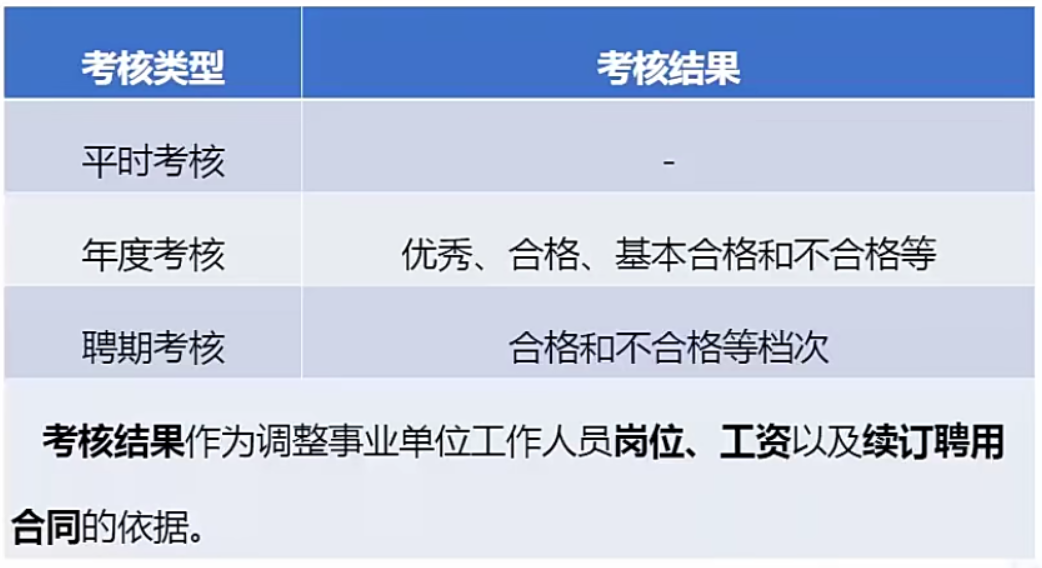 考核类型 考核结果
平时考核 -
年度考核 优秀、合格、基本合格和不合格等
聘期考核 合格和不合格等档次
考核结果作为调整事业单位工作人员岗位、工资以及续订聘用
合同的依据。